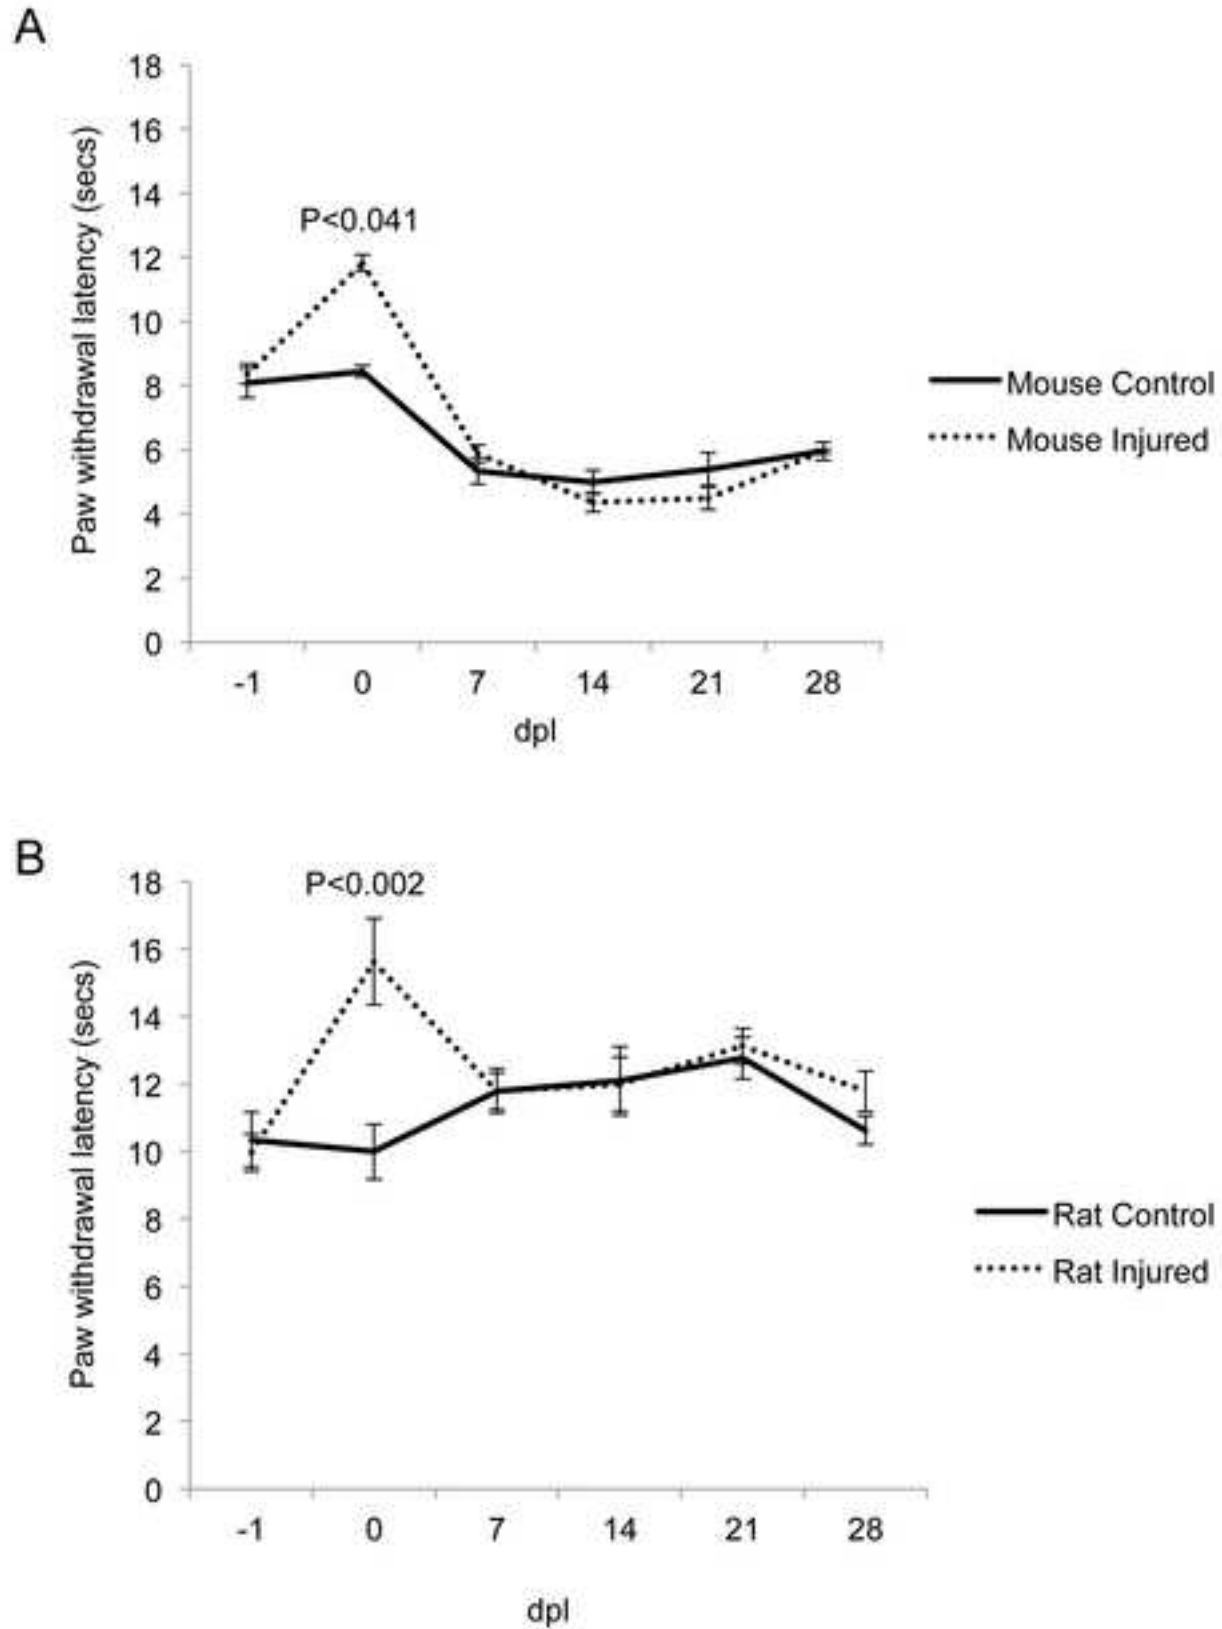 A
Paw withdrawal latency (secs)
18
16
14
12
10
8
6
4
2
0
P<0.041
-1 0 7 14 21 28
dpl
Mouse Control
Mouse Injured
B
Paw withdrawal latency (secs)
18
16
14
12
10
8
6
4
2
0
P<0.002
-1 0 7 14 21 28
dpl
Rat Control
Rat Injured